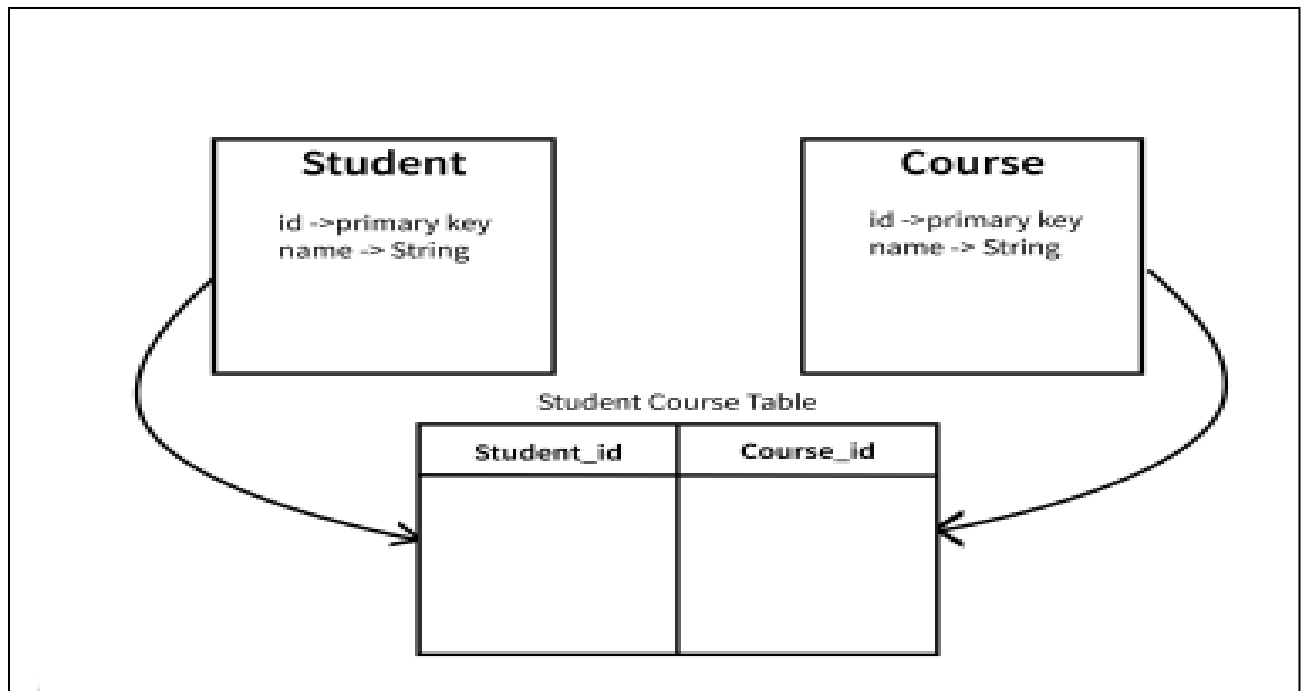 Student
id ->primary key
name -> String
Course
id ->primary key
name -> String
Student Course Table
Student_id
Course_id